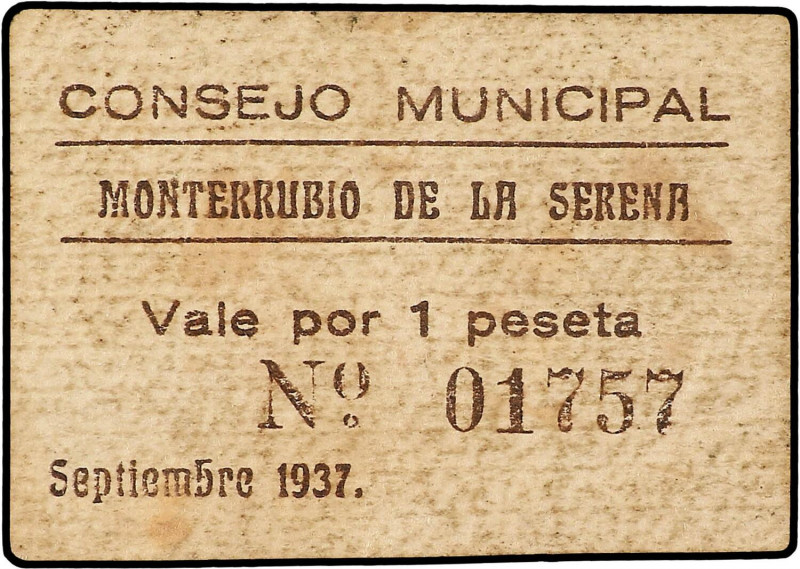 CONSEJO MUNICIPAL
MONTERRUBIO DE LA SERENA
Vale por 1 peseta
Nº 01757
Septiembre 1937.